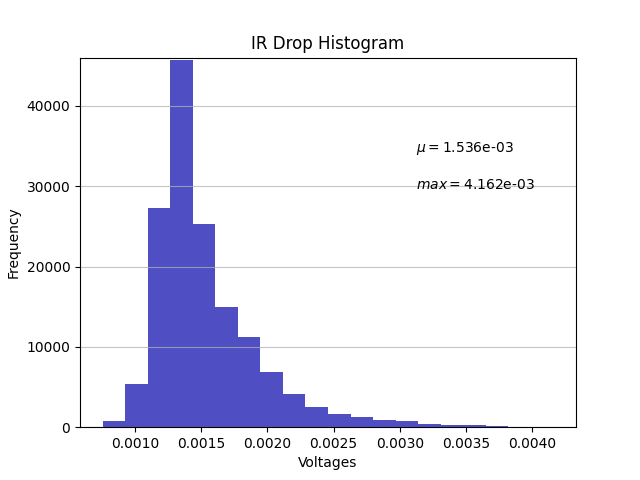 IR Drop Histogram
40000
30000
20000
10000
0
Frequency
μ = 1.536e-03
max = 4.162e-03
0.0010 0.0015 0.0020 0.0025 0.0030 0.0035 0.0040
Voltages